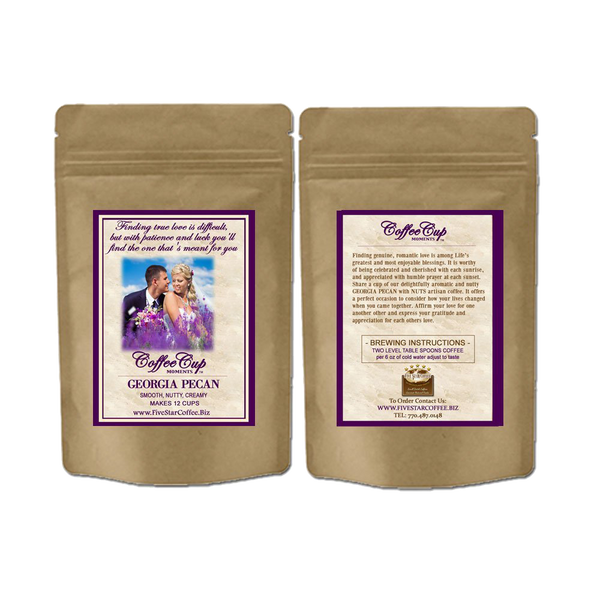 Finding true love is difficult,
but with patience and luck you'll
find the one that's meant for you
Coffee Cup
MOMENTS TM
GEORGIA PECAN
SMOOTH, NUTTY, CREAMY
MAKES 12 CUPS
www.FiveStarCoffee.Biz
Coffee Cup
MOMENTS TM
Finding genuine, romantic love is among Life's
greatest and most enjoyable blessings. It is worthy
of being celebrated and cherished with each sunrise,
and appreciated with humble prayer at each sunset.
Share a cup of our delightfully aromatic and nutty
GEORGIA PECAN with NUTS artisan coffee. It offers
a perfect occasion to consider how your lives changed
when you came together. Affirm your love for one
another other and express your gratitude and
appreciation for each others love.
- BREWING INSTRUCTIONS -
TWO LEVEL TABLE SPOONS COFFEE
per 6 oz of cold water adjust to taste
FIVE STAR COFFEE
To Order Contact Us:
WWW.FIVESTARCOFFEE.BIZ
TEL: 770.487.0148